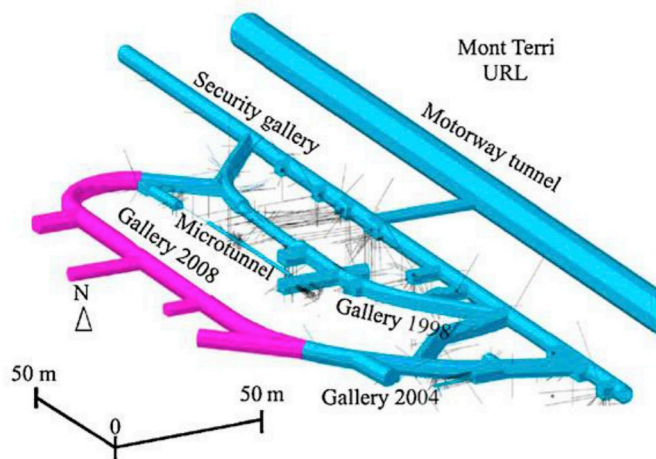 Mont Terri
URL
Security gallery
Motorway tunnel
Microtunnel
Gallery 2008
Gallery 1998
N
50 m
50 m
0
Gallery 2004